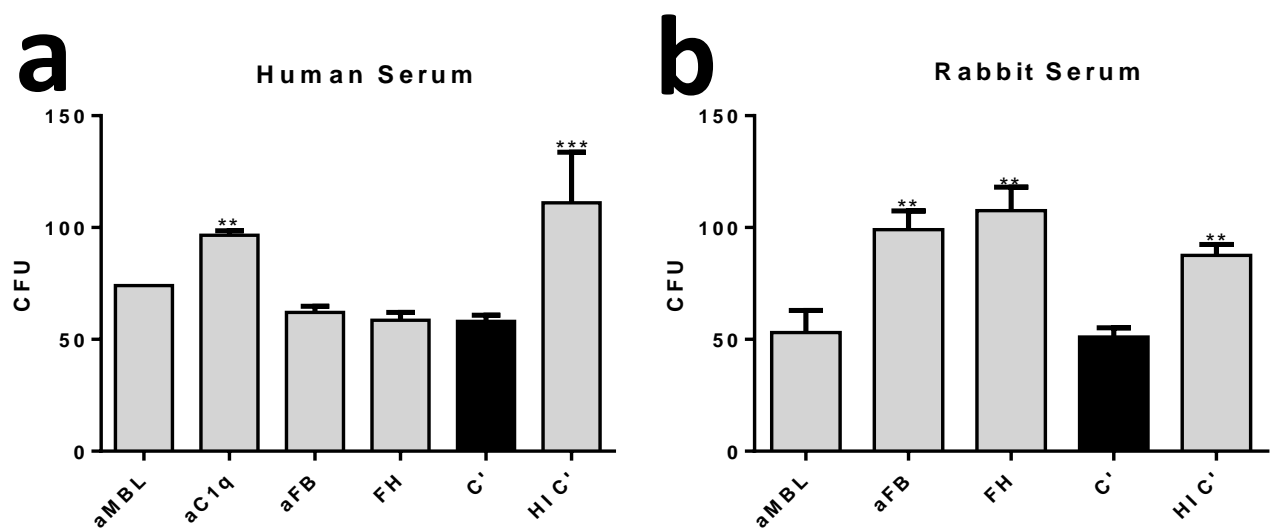 a
Human Serum
150
100
50
0
CFU
**
***
aMBL
aC1q
aFB
FH
C'
HI C'
b
Rabbit Serum
150
100
50
0
CFU
**
**
**
aMBL
aFB
FH
C'
HI C'